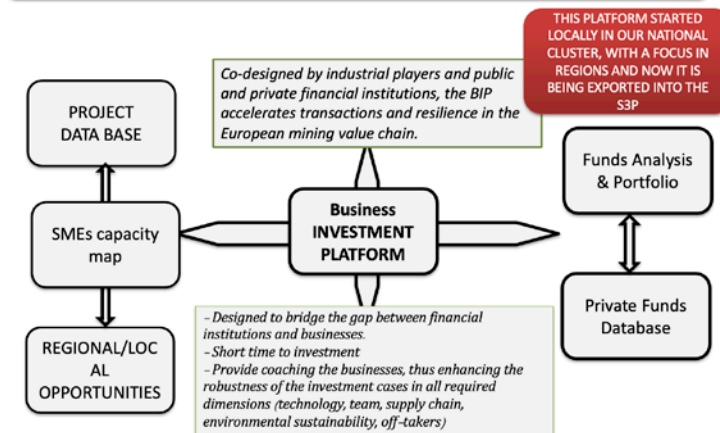 THIS PLATFORM STARTED
LOCALLY IN OUR NATIONAL
CLUSTER, WITH A FOCUS IN
REGIONS AND NOW IT IS
BEING EXPORTED INTO THE
S3P
Co-designed by industrial players and public
and private financial institutions, the BIP
accelerates transactions and resilience in the
European mining value chain.
PROJECT
DATA BASE
SMEs capacity
map
REGIONAL/LOC
AL
OPPORTUNITIES
Business
INVESTMENT
PLATFORM
Funds Analysis
& Portfolio
Private Funds
Database
- Designed to bridge the gap between financial
institutions and businesses.
- Short time to investment
- Provide coaching the businesses, thus enhancing the
robustness of the investment cases in all required
dimensions (technology, team, supply chain,
environmental sustainability, off-takers)